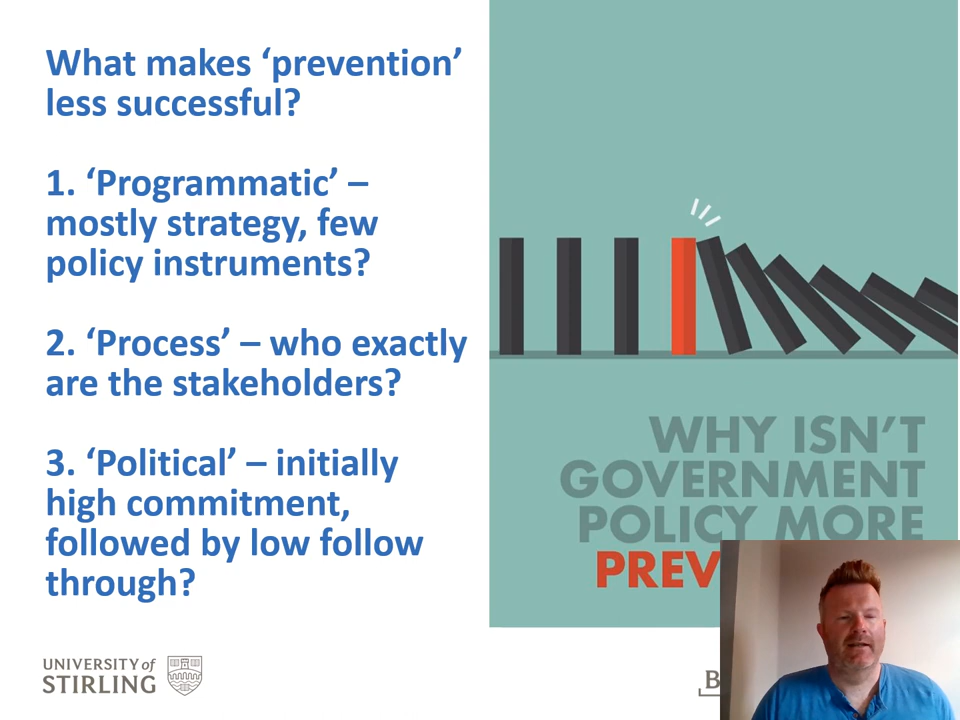 What makes ‘prevention’
less successful?
1. ‘Programmatic’ –
mostly strategy, few
policy instruments?
2. ‘Process’ – who exactly
are the stakeholders?
3. ‘Political’ – initially
high commitment,
followed by low follow
through?
WHY ISN’T
GOVERNMENT
POLICY MORE
PREV
UNIVERSITY of
STIRLING
B